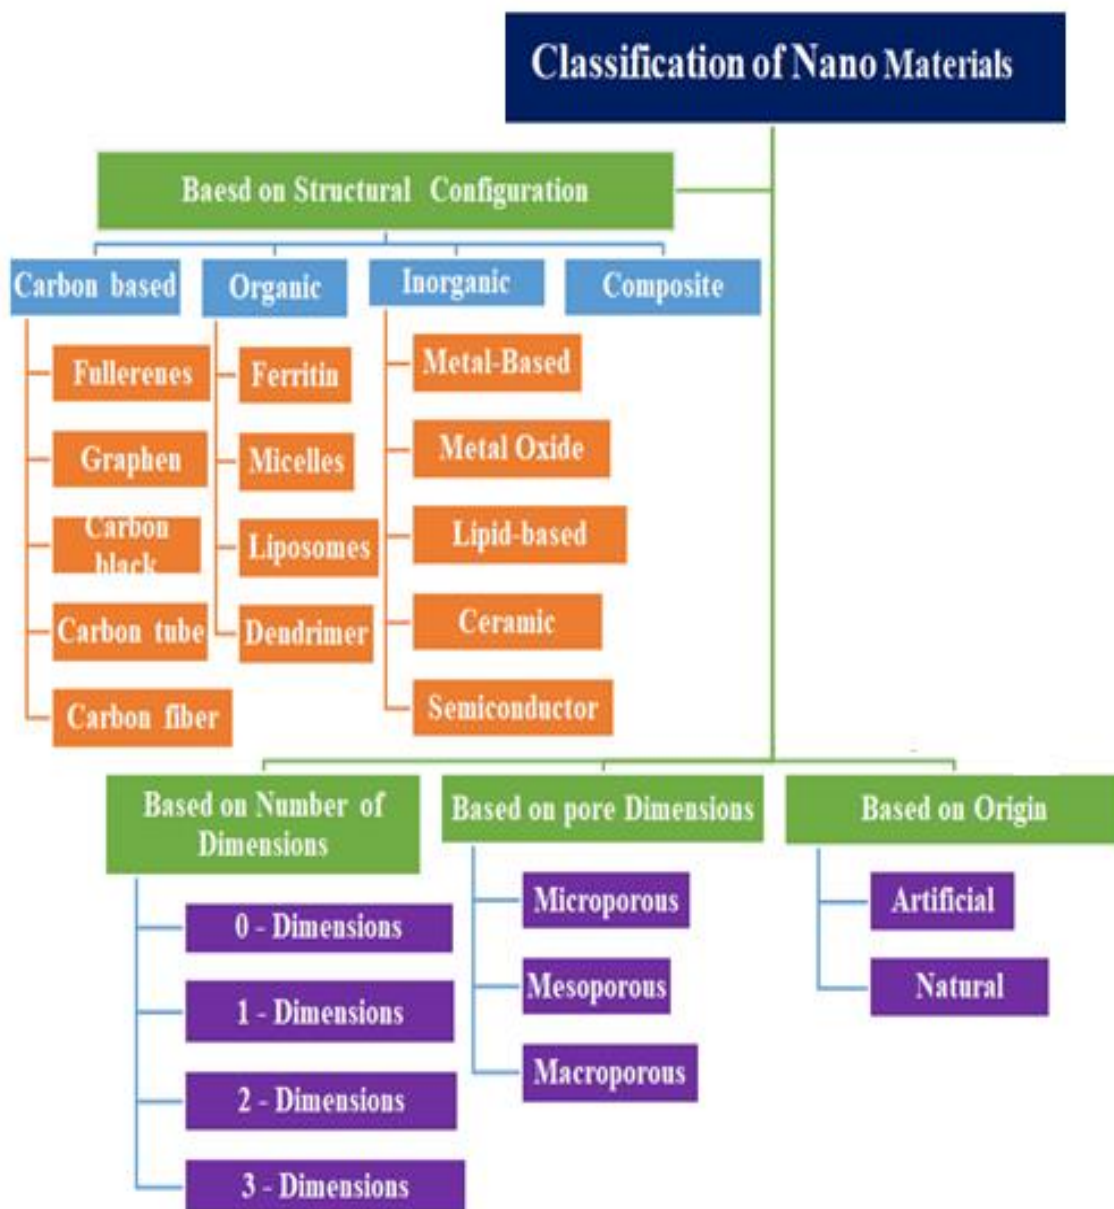 Classification of Nano Materials
Baesd on Structural Configuration
Carbon based
Organic
Inorganic
Composite
Fullerenes
Graphen
Carbon
black
Carbon tube
Carbon fiber
Ferritin
Micelles
Liposomes
Dendrimer
Metal-Based
Metal Oxide
Lipid-based
Ceramic
Semiconductor
Based on Number of
Dimensions
0 - Dimensions
1 - Dimensions
2 - Dimensions
3 - Dimensions
Based on pore Dimensions
Microporous
Mesoporous
Macroporous
Based on Origin
Artificial
Natural